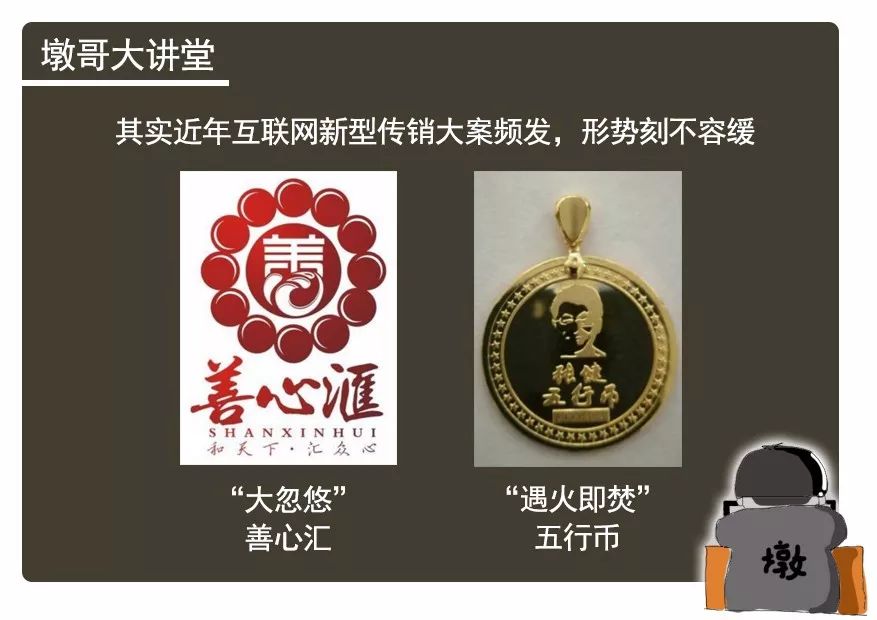 墩哥大讲堂
其实近年互联网新型传销大案频发，形势刻不容缓
善
善心滙
SHANXINHUI
和天下·汇众心
张健
五行币
“大忽悠”
善心汇
“遇火即焚”
五行币
墩